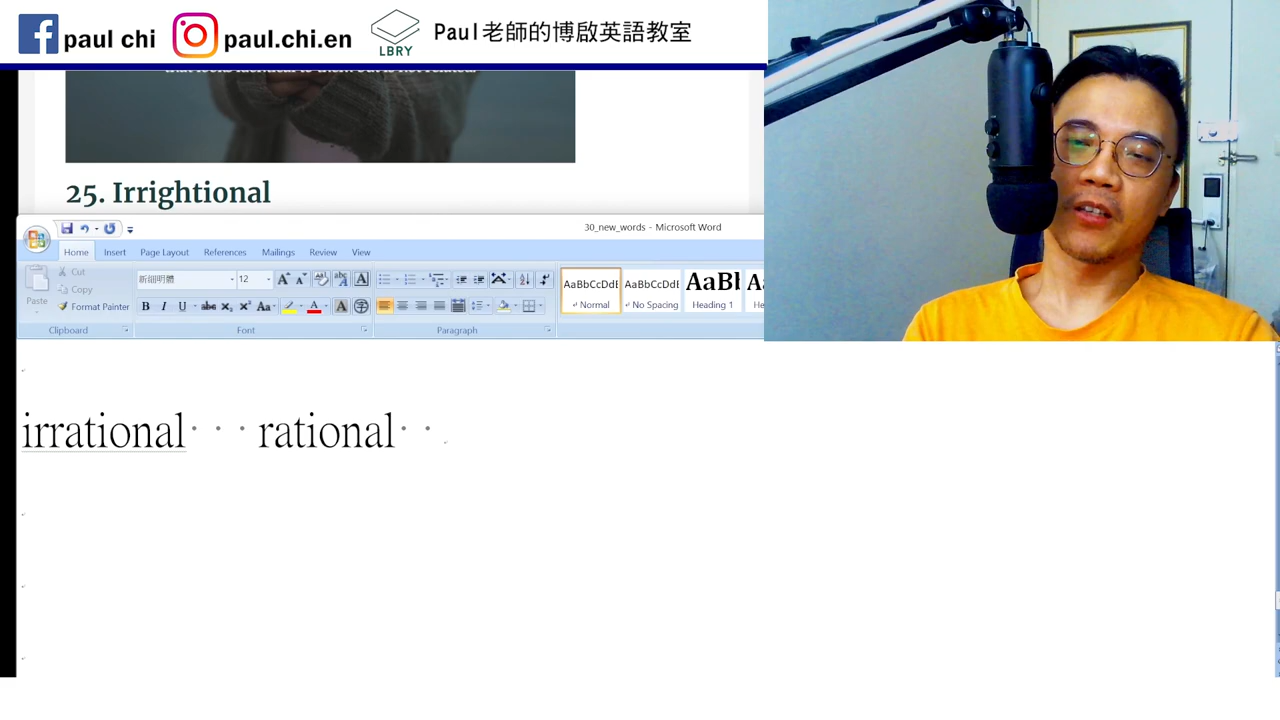 paul chi
paul.chi.en
LBRY
Paul老師的博啟英語教室
25. Irrightional
30_new_words - Microsoft Word
Home Insert Page Layout References Mailings Review View
Cut
Copy
Paste
Format Painter
新細明體 12
AaBbCcDdE AaBbCcDdE AaBbC
Normal No Spacing Heading 1
Clipboard Font Paragraph
irrational rational